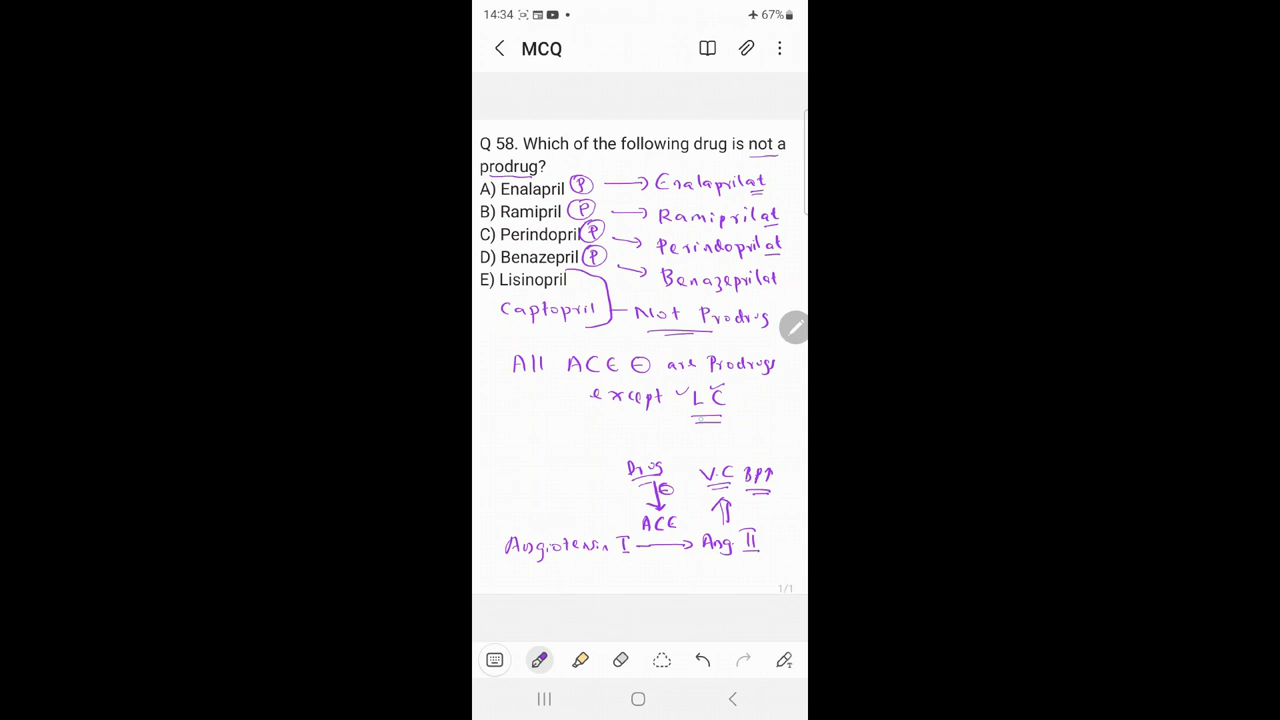 14:34
67%
MCQ
Q 58. Which of the following drug is not a
prodrug?
A) Enalapril P → Enalaprilat
B) Ramipril P → Ramiprilat
C) Perindopril P → Perindoprilat
D) Benazepril P → Benazeprilat
E) Lisinopril
Captopril — Not Prodrug
All ACE ⊖ are Prodrugs
except ✓L ✓C
Drug V.C BP↑
⊖
ACE
Angiotensin I → Ang. II
1/1